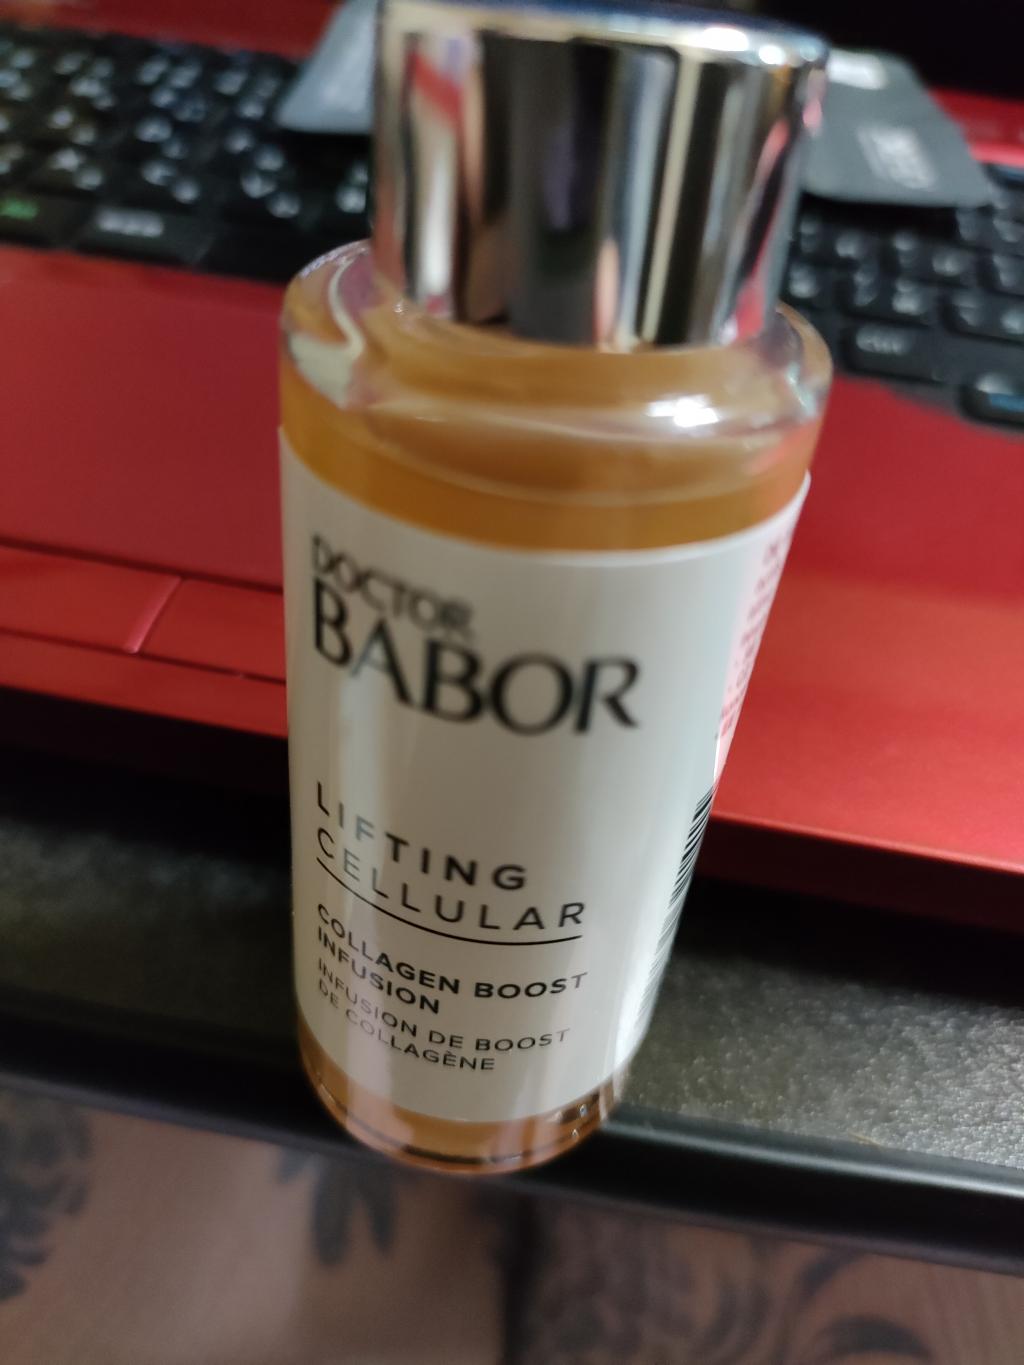 DOCTOR
BABOR
LIFTING
CELLULAR
COLLAGEN BOOST
INFUSION
INFUSION DE BOOST
DE COLLAGÈNE